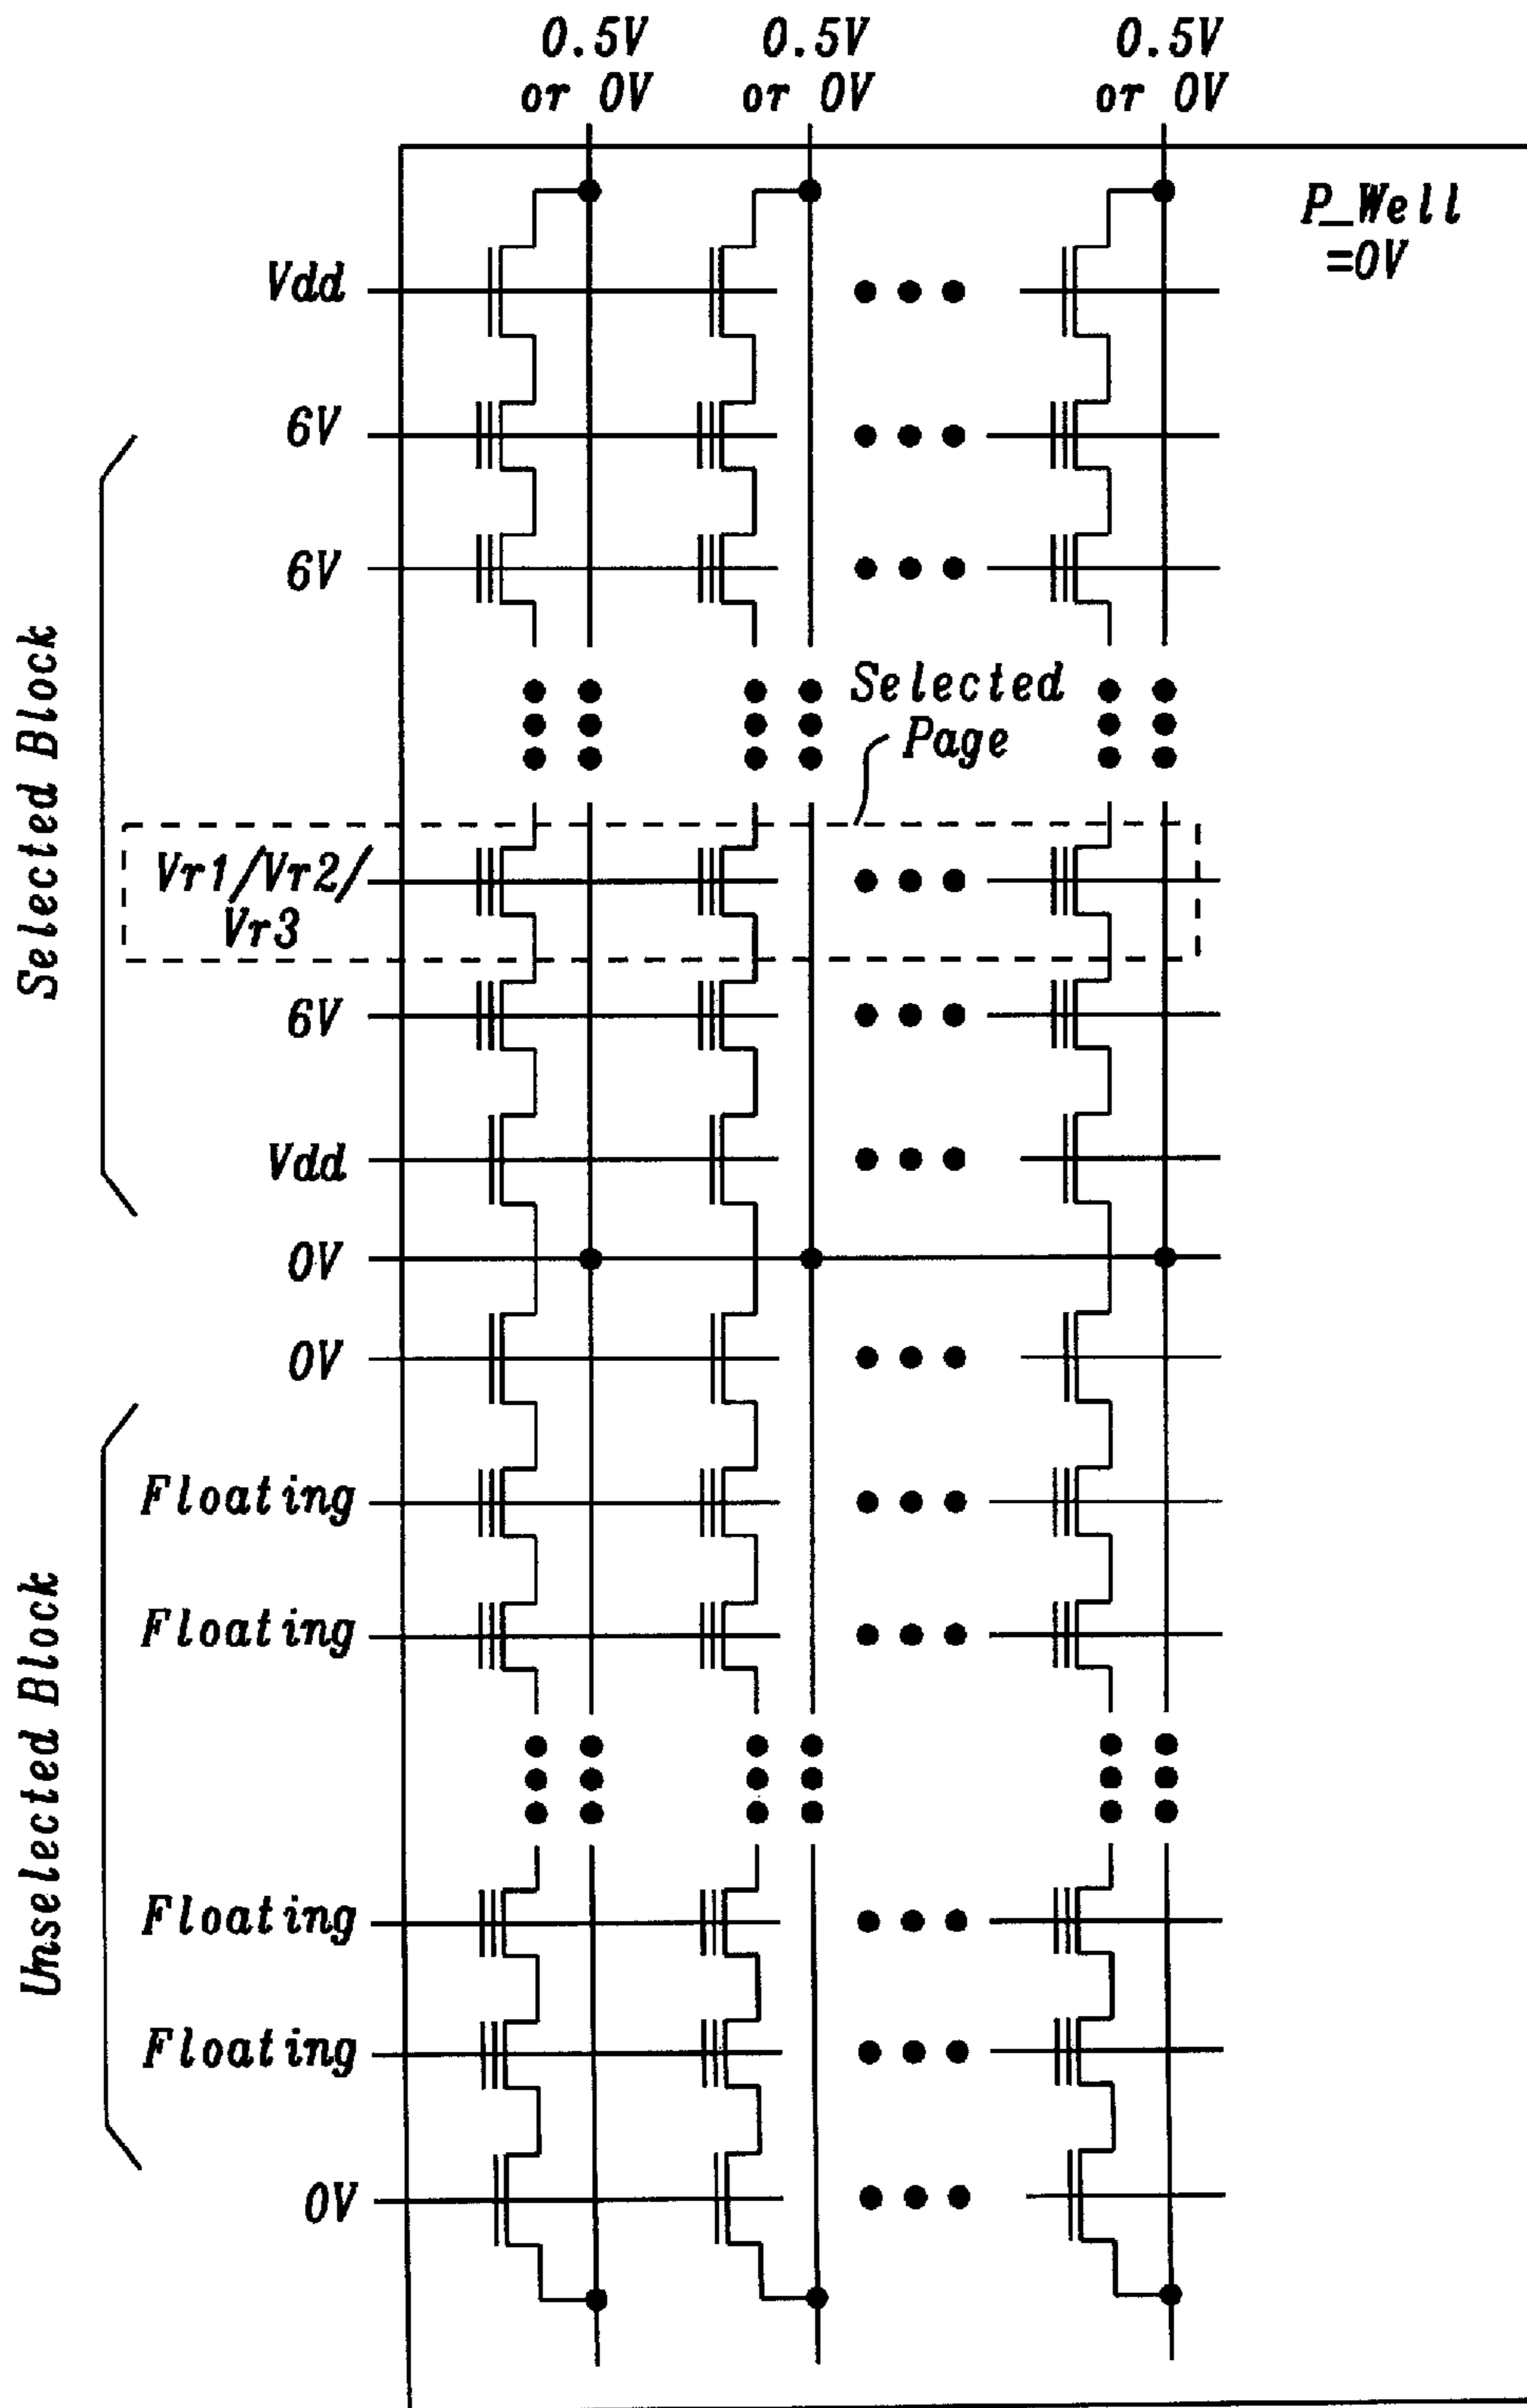 0.5V
or 0V
0.5V
or 0V
0.5V
or 0V
P_Well
=0V
Vdd
6V
6V
Selected Block
Selected
Page
Vr1/Vr2/
Vr3
6V
Vdd
0V
0V
Unselected Block
Floating
Floating
Floating
Floating
0V